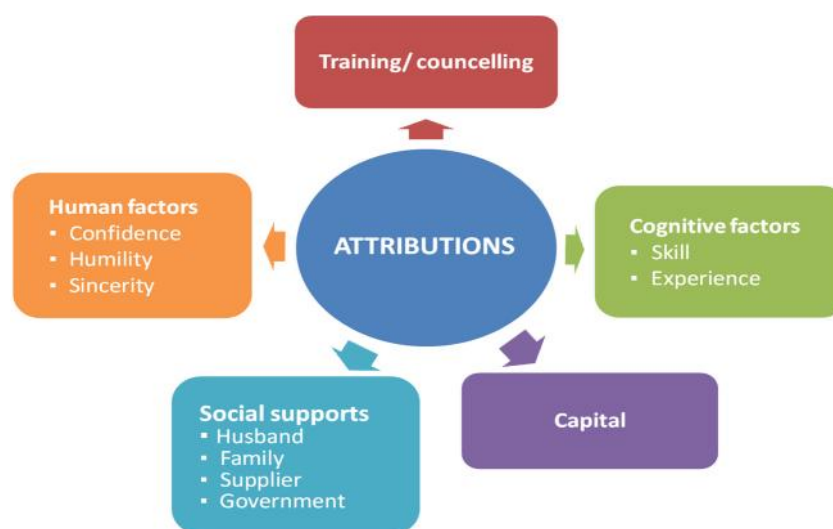 Training/ councelling
Human factors
▪ Confidence
▪ Humility
▪ Sincerity
ATTRIBUTIONS
Cognitive factors
▪ Skill
▪ Experience
Social supports
▪ Husband
▪ Family
▪ Supplier
▪ Government
Capital